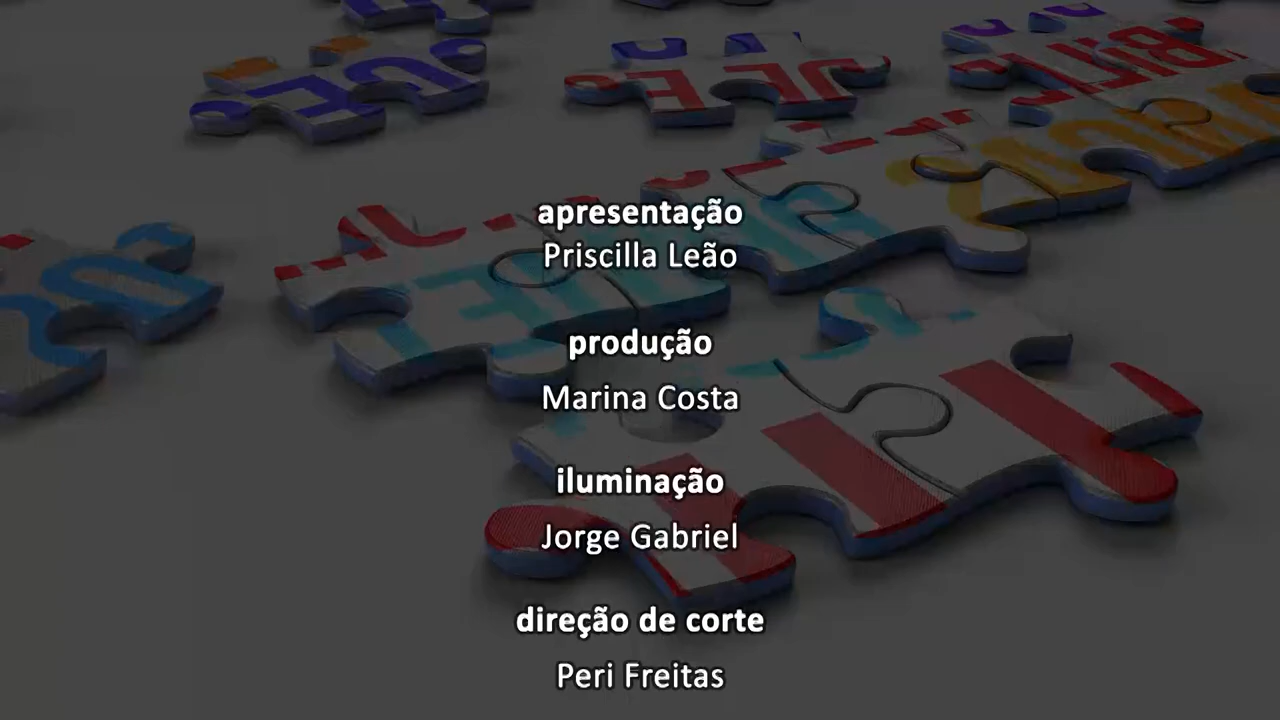 apresentação
Priscilla Leão
produção
Marina Costa
iluminação
Jorge Gabriel
direção de corte
Peri Freitas